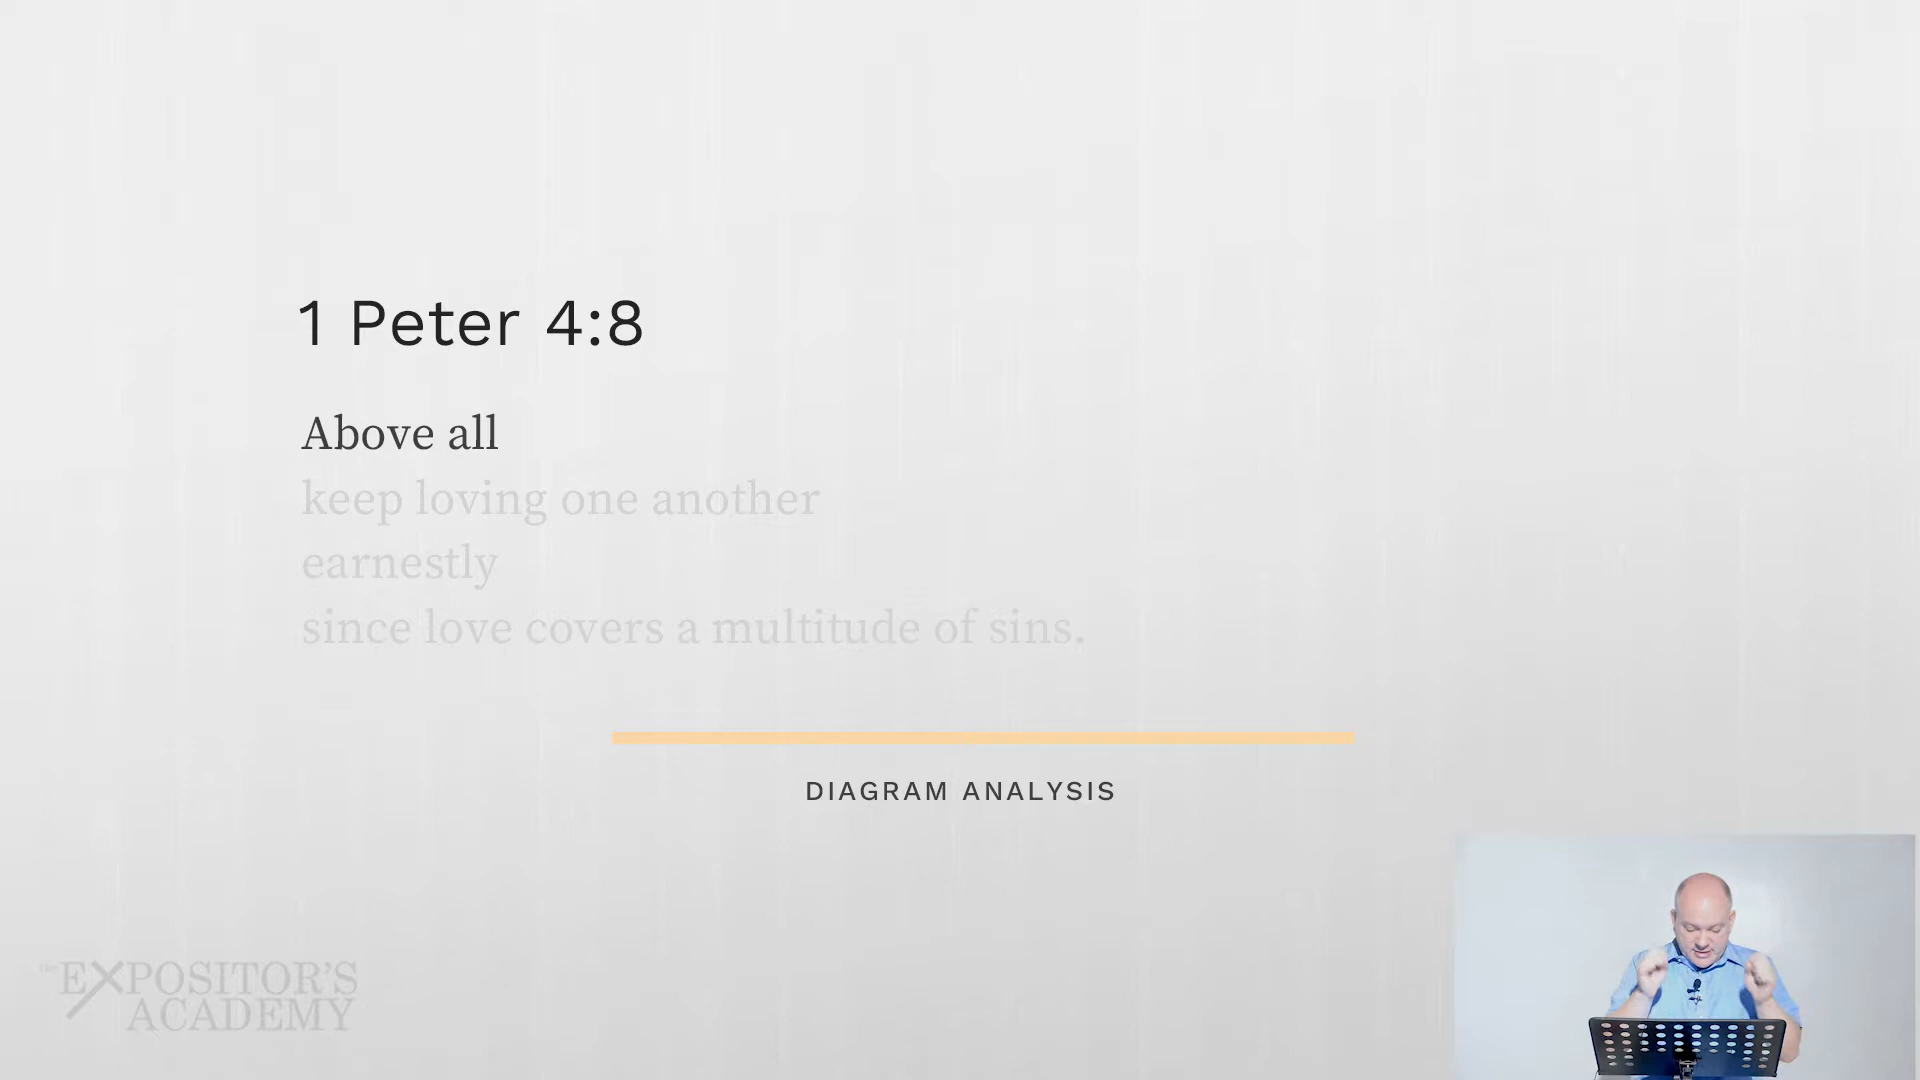 1 Peter 4:8
Above all
keep loving one another
earnestly
since love covers a multitude of sins.
DIAGRAM ANALYSIS
the EXPOSITOR'S
ACADEMY